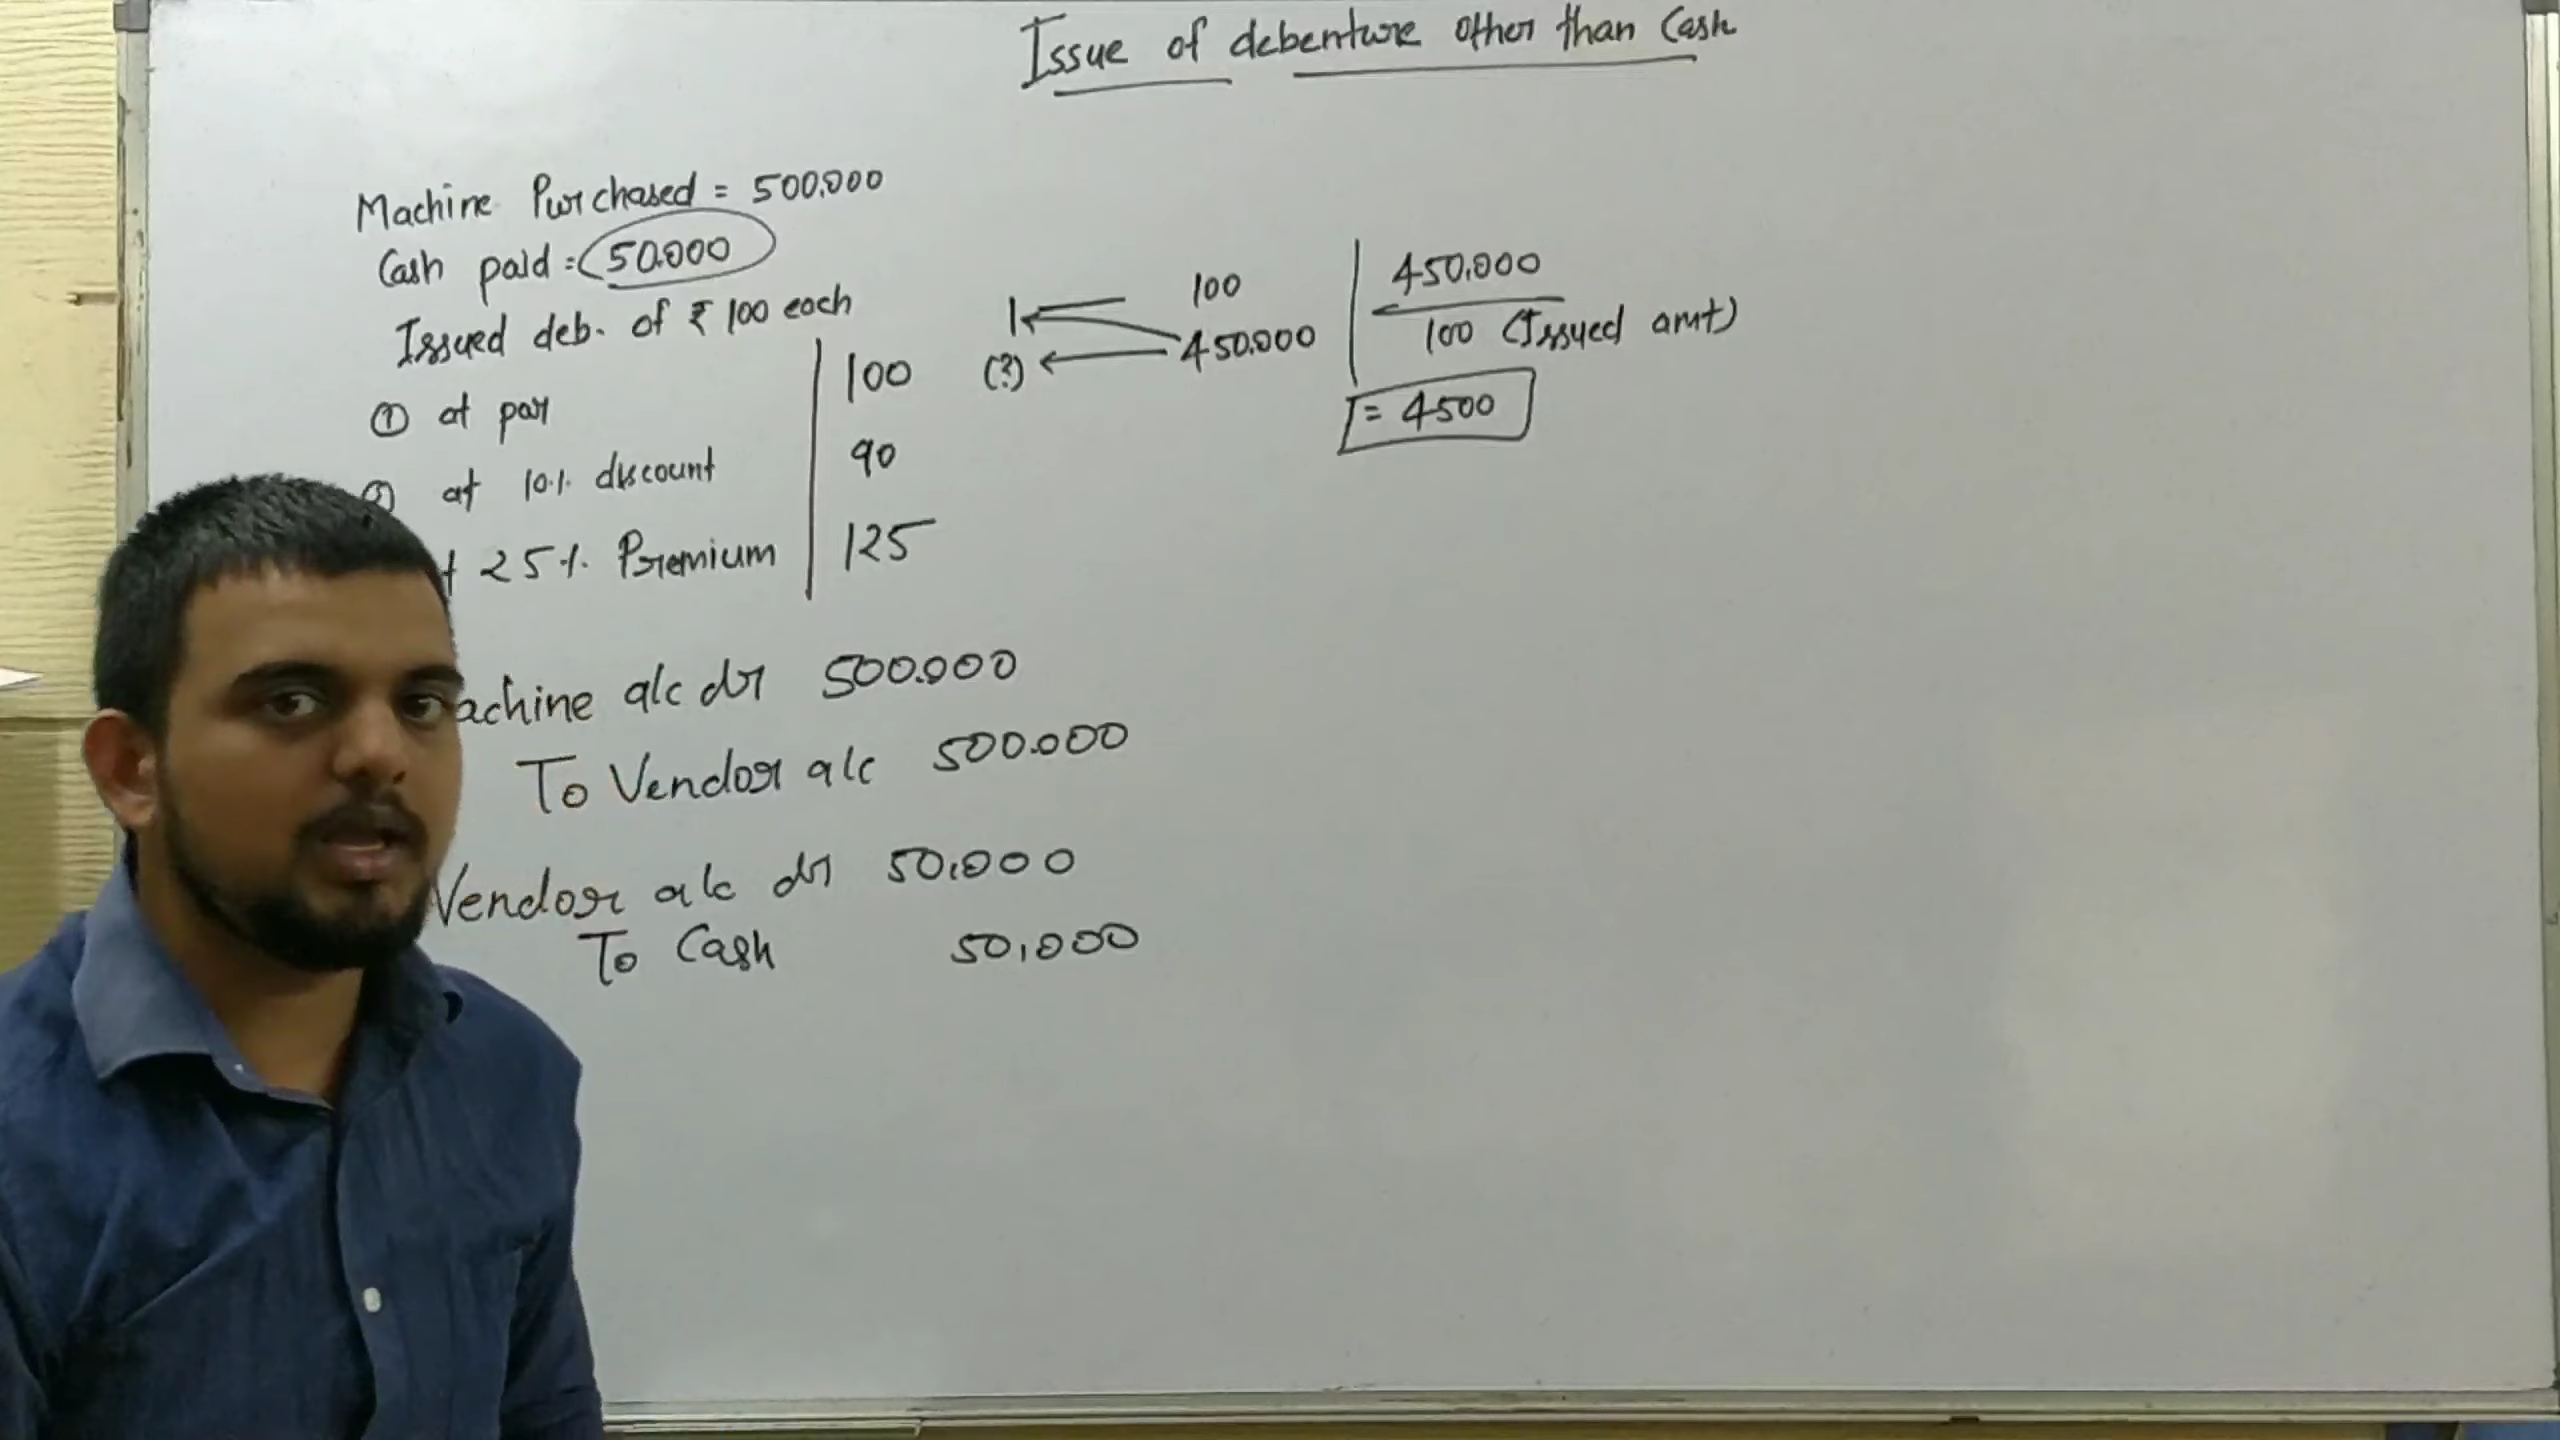 Issue of debenture other than Cash
Machine Purchased = 500,000
Cash paid = 50,000
Issued deb. of ₹ 100 each
① at par 100
② at 10% discount 90
25% Premium 125
1 100
(?) 450,000
450,000
100 (Issued amt)
= 4500
achine a/c dr 500,000
To Vendor a/c 500,000
Vendor a/c dr 50,000
To Cash 50,000